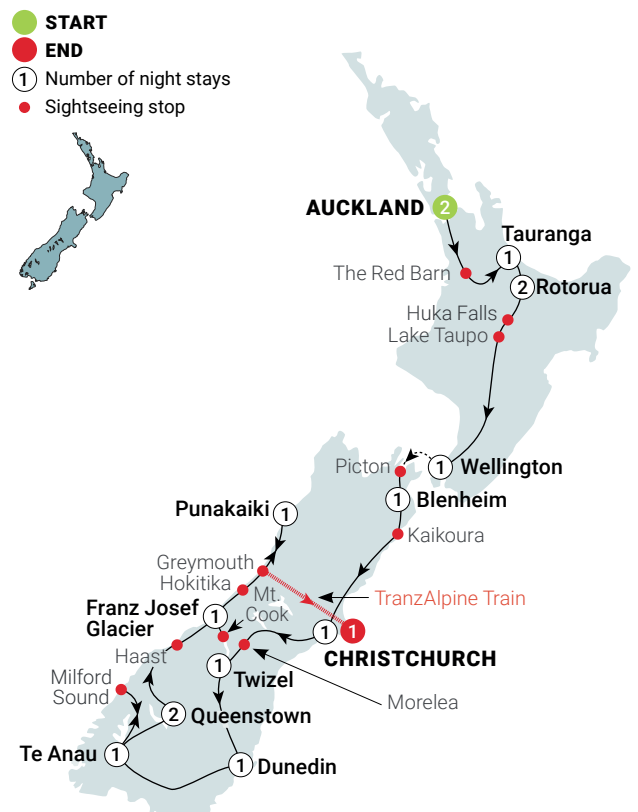 START
END
1 Number of night stays
Sightseeing stop
AUCKLAND 2
Tauranga
1
The Red Barn
2 Rotorua
Huka Falls
Lake Taupo
Picton
1 Wellington
1 Blenheim
Punakaiki
1
Kaikoura
Greymouth
Hokitika
Mt.
Cook
TranzAlpine Train
Franz Josef
Glacier
1
1
1
CHRISTCHURCH
Haast
Milford
Sound
1
Twizel
Morelea
2 Queenstown
Te Anau 1
1 Dunedin